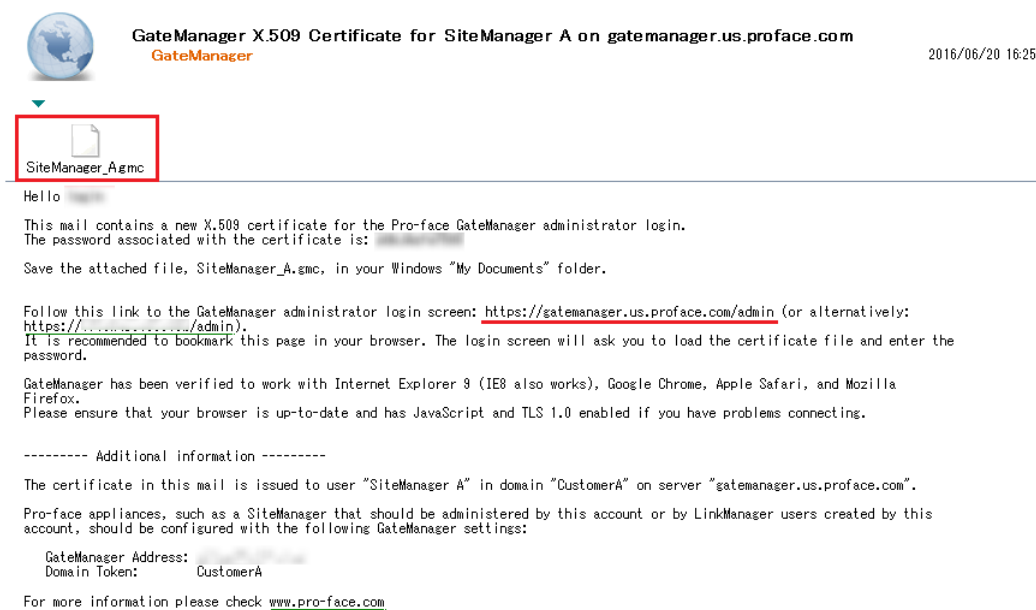 GateManager X.509 Certificate for SiteManager A on gatemanager.us.proface.com
GateManager
2016/06/20 16:25
SiteManager_A.gmc
Hello
This mail contains a new X.509 certificate for the Pro-face GateManager administrator login.
The password associated with the certificate is:
Save the attached file, SiteManager_A.gmc, in your Windows "My Documents" folder.
Follow this link to the GateManager administrator login screen: https://gatemanager.us.proface.com/admin (or alternatively:
https:// /admin).
It is recommended to bookmark this page in your browser. The login screen will ask you to load the certificate file and enter the
password.
GateManager has been verified to work with Internet Explorer 9 (IE8 also works), Google Chrome, Apple Safari, and Mozilla
Firefox.
Please ensure that your browser is up-to-date and has JavaScript and TLS 1.0 enabled if you have problems connecting.
--------- Additional information ---------
The certificate in this mail is issued to user "SiteManager A" in domain "CustomerA" on server "gatemanager.us.proface.com".
Pro-face appliances, such as a SiteManager that should be administered by this account or by LinkManager users created by this
account, should be configured with the following GateManager settings:
GateManager Address:
Domain Token: CustomerA
For more information please check www.pro-face.com